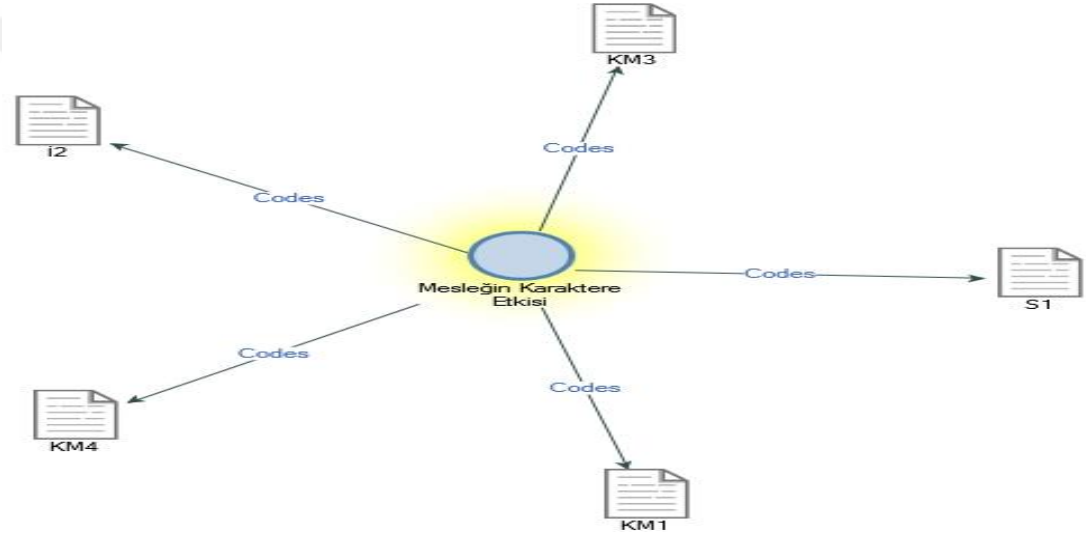 KM3
İ2
Codes
Codes
Codes
Mesleğin Karaktere
Etkisi
S1
Codes
Codes
KM4
KM1